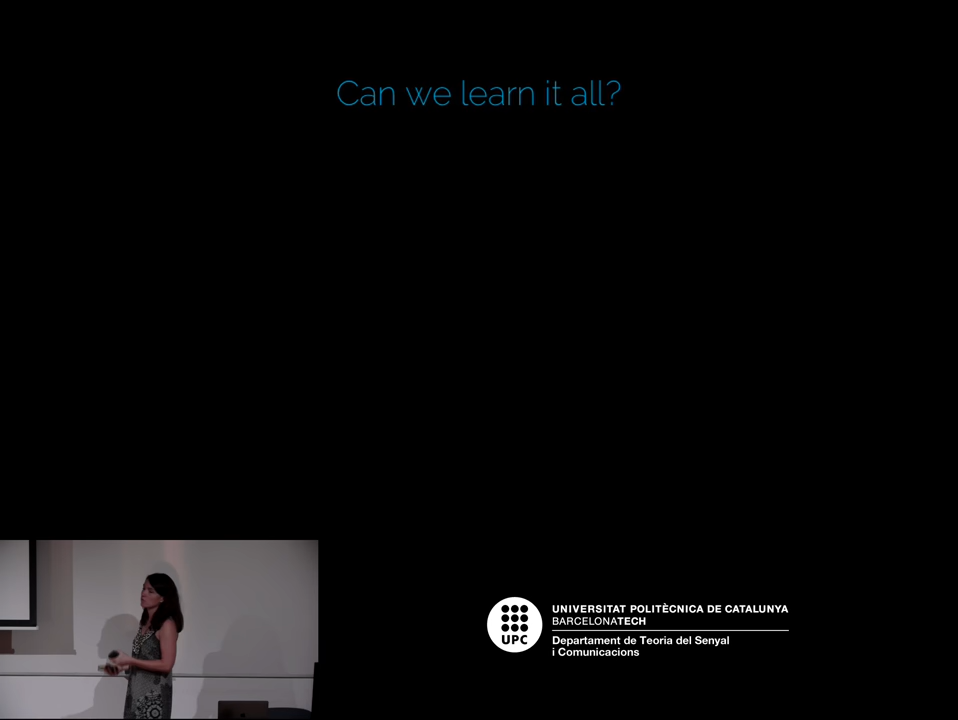 Can we learn it all?
UPC
UNIVERSITAT POLITÈCNICA DE CATALUNYA
BARCELONATECH
Departament de Teoria del Senyal
i Comunicacions